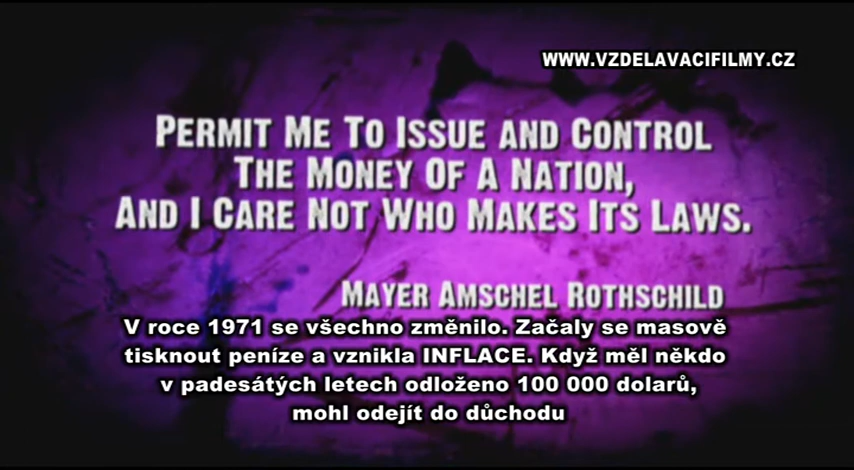 WWW.VZDELAVACIFILMY.CZ
PERMIT ME TO ISSUE AND CONTROL
THE MONEY OF A NATION,
AND I CARE NOT WHO MAKES ITS LAWS.
MAYER AMSCHEL ROTHSCHILD
V roce 1971 se všechno změnilo. Začaly se masově
tisknout peníze a vznikla INFLACE. Když měl někdo
v padesátých letech odloženo 100 000 dolarů,
mohl odejít do důchodu